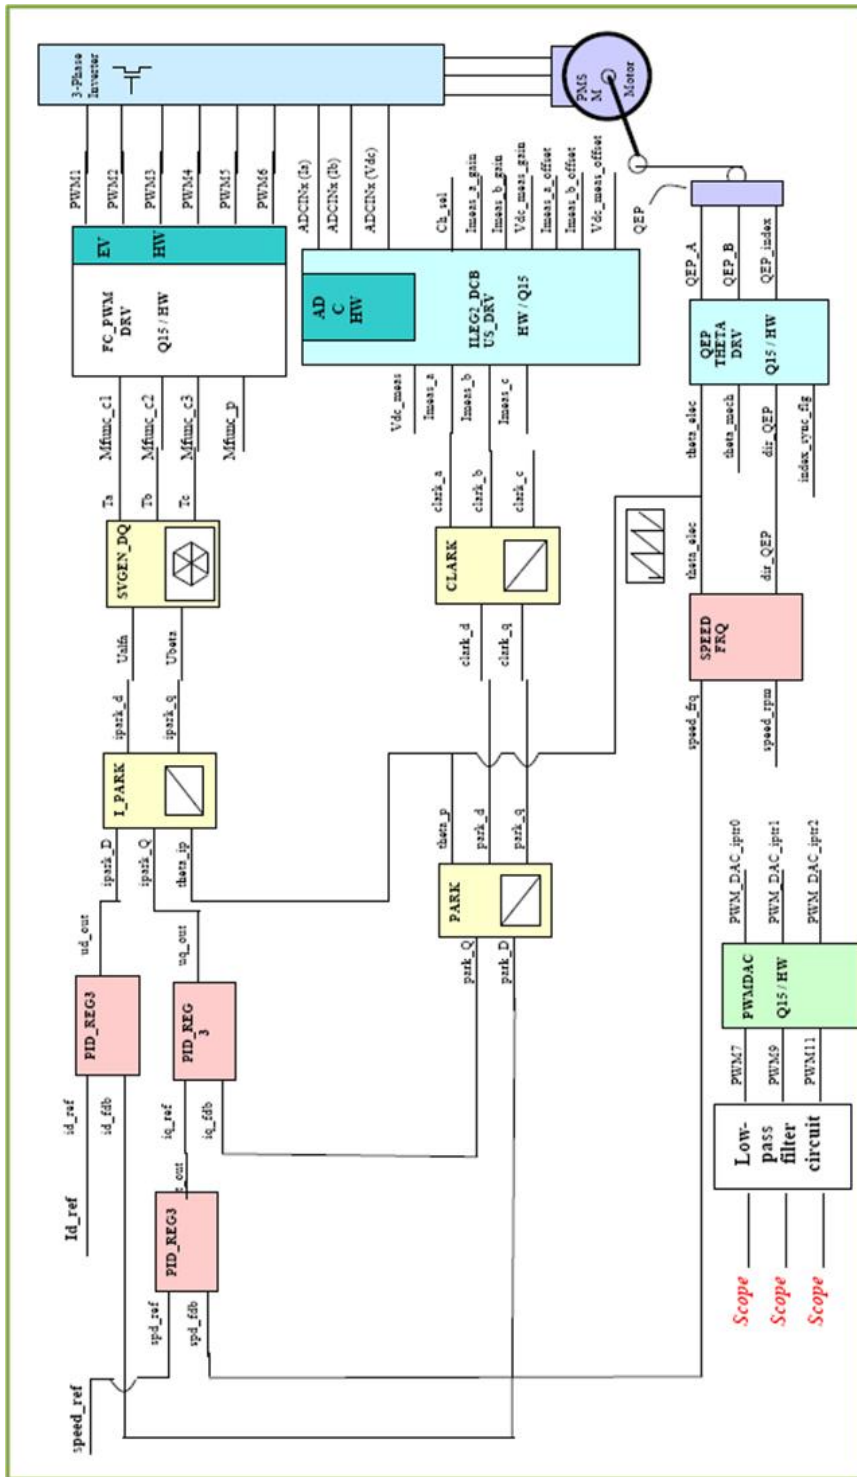 speed_ref
spd_ref
spd_fdb
PID_REG3
t_out
Id_ref
id_ref
id_fdb
PID_REG3
ud_out
iq_ref
iq_fdb
PID_REG
3
uq_out
ipark_D
ipark_Q
theta_ip
I_PARK
ipark_d
ipark_q
Ualfa
Ubeta
SVGEN_DQ
Ta
Tb
Tc
Mfunc_c1
Mfunc_c2
Mfunc_c3
Mfunc_p
FC_PWM
DRV
Q15 / HW
EV
HW
PWM1
PWM2
PWM3
PWM4
PWM5
PWM6
3-Phase
Inverter
ADCINx (Ia)
ADCINx (Ib)
ADCINx (Vdc)
AD
C
HW
ILEG2_DCB
US_DRV
HW / Q15
Ch_sel
Imeas_a_gain
Imeas_b_gain
Vdc_meas_gain
Imeas_a_offset
Imeas_b_offset
Vdc_meas_offset
Vdc_meas
Imeas_a
Imeas_b
Imeas_c
clark_a
clark_b
clark_c
CLARK
clark_d
clark_q
theta_p
park_d
park_q
PARK
park_Q
park_D
PMS
M
Motor
QEP
QEP_A
QEP_B
QEP_index
QEP
THETA
DRV
Q15 / HW
theta_elec
theta_mech
dir_QEP
index_sync_flg
theta_elec
dir_QEP
SPEED
FRQ
speed_frq
speed_rpm
PWM_DAC_iptr0
PWM_DAC_iptr1
PWM_DAC_iptr2
PWMDAC
Q15 / HW
PWM7
PWM9
PWM11
Low-
pass
filter
circuit
Scope
Scope
Scope